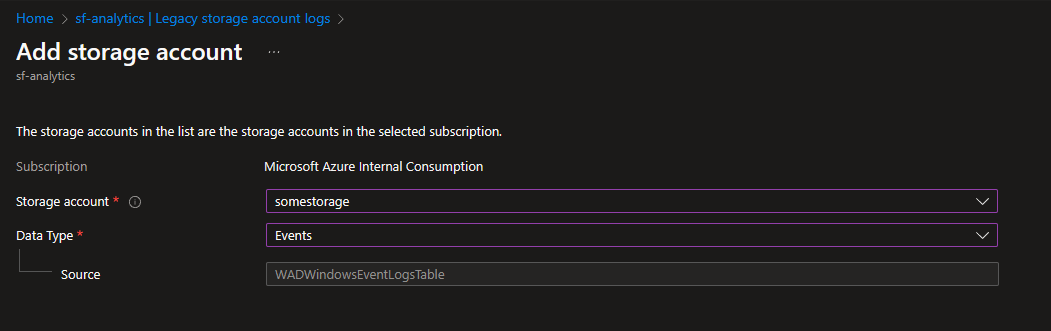 Home > sf-analytics | Legacy storage account logs >
Add storage account ...
sf-analytics
The storage accounts in the list are the storage accounts in the selected subscription.
Subscription Microsoft Azure Internal Consumption
Storage account * somestorage
Data Type * Events
Source WADWindowsEventLogsTable